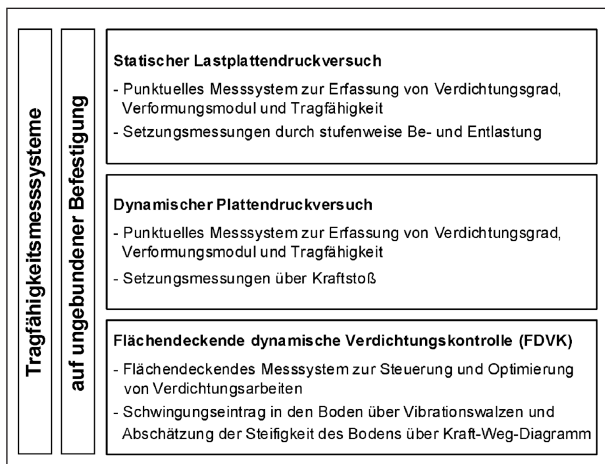 Tragfähigkeitsmesssysteme
auf ungebundener Befestigung
Statischer Lastplattendruckversuch
- Punktuelles Messsystem zur Erfassung von Verdichtungsgrad,
Verformungsmodul und Tragfähigkeit
- Setzungsmessungen durch stufenweise Be- und Entlastung
Dynamischer Plattendruckversuch
- Punktuelles Messsystem zur Erfassung von Verdichtungsgrad,
Verformungsmodul und Tragfähigkeit
- Setzungsmessungen über Kraftstoß
Flächendeckende dynamische Verdichtungskontrolle (FDVK)
- Flächendeckendes Messsystem zur Steuerung und Optimierung
von Verdichtungsarbeiten
- Schwingungseintrag in den Boden über Vibrationswalzen und
Abschätzung der Steifigkeit des Bodens über Kraft-Weg-Diagramm